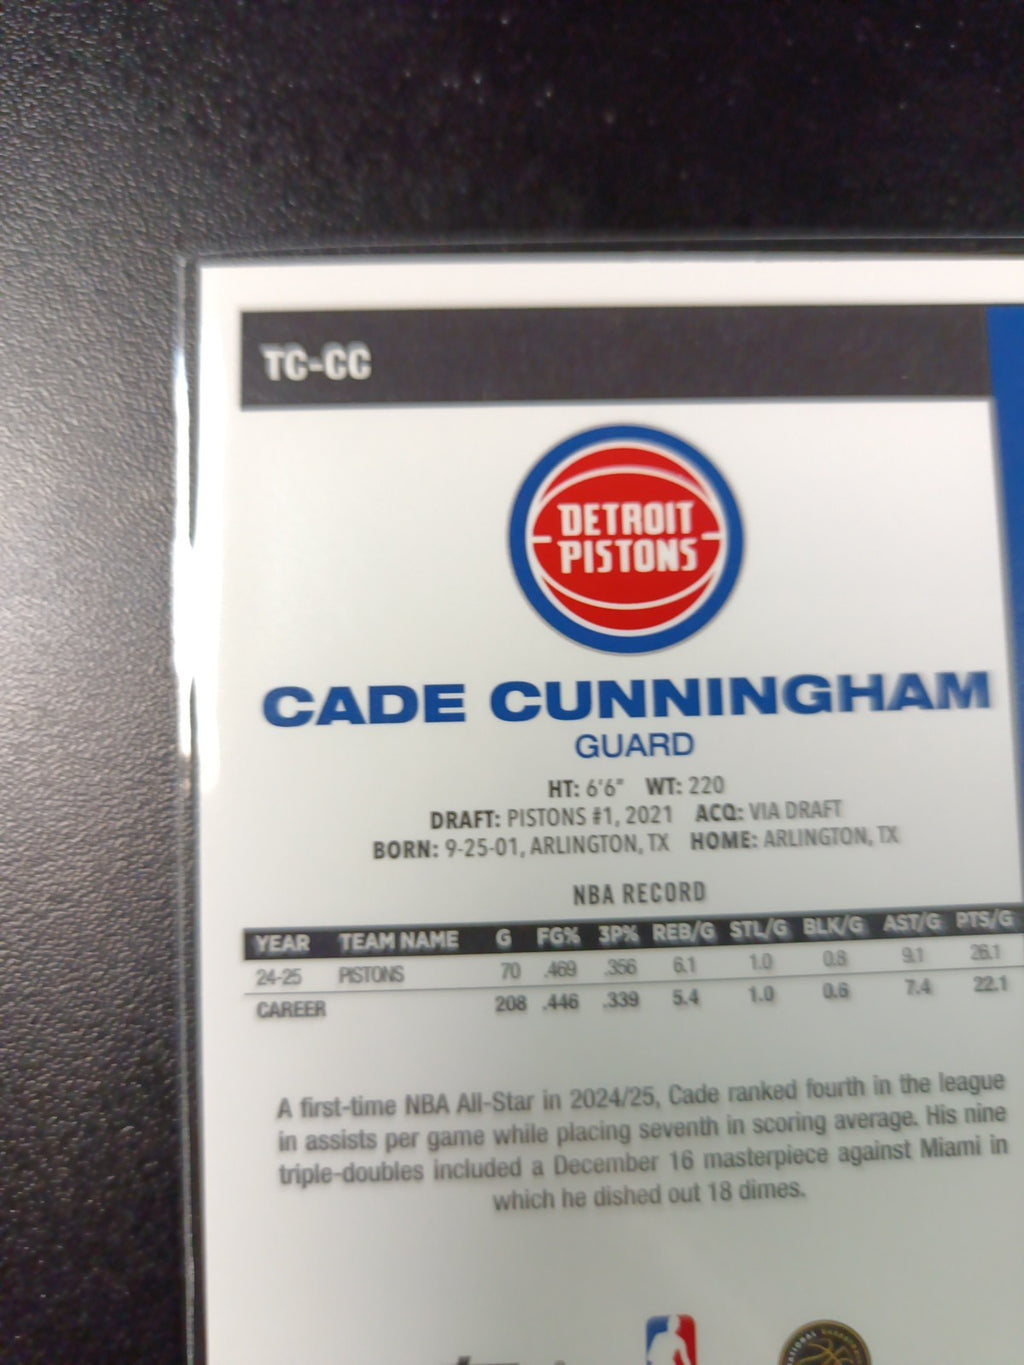 TC-CC
DETROIT
PISTONS
CADE CUNNINGHAM
GUARD
HT: 6'6" WT: 220
DRAFT: PISTONS #1, 2021 ACQ: VIA DRAFT
BORN: 9-25-01, ARLINGTON, TX HOME: ARLINGTON, TX
NBA RECORD
YEAR TEAM NAME G FG% 3P% REB/G STL/G BLK/G AST/G PTS/G
24-25 PISTONS 70 .469 .356 6.1 1.0 0.8 9.1 26.1
CAREER 208 .446 .339 5.4 1.0 0.6 7.4 22.1
A first-time NBA All-Star in 2024/25, Cade ranked fourth in the league
in assists per game while placing seventh in scoring average. His nine
triple-doubles included a December 16 masterpiece against Miami in
which he dished out 18 dimes.